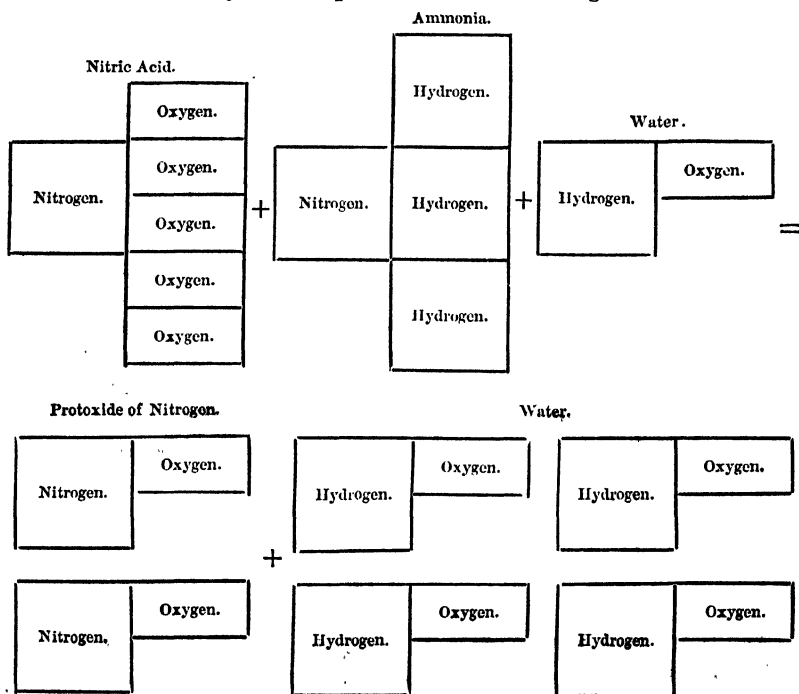 Ammonia.
Nitric Acid.
Hydrogen.
Oxygen.
Water.
Oxygen.
Oxygen.
Nitrogen.
+
Nitrogen.
Hydrogen.
+
Hydrogen.
Oxygen.
=
Oxygen.
Oxygen.
Hydrogen.
Protoxide of Nitrogen.
Water.
Nitrogen.
Oxygen.
Hydrogen.
Oxygen.
Hydrogen.
Oxygen.
+
Nitrogen.
Oxygen.
Hydrogen.
Oxygen.
Hydrogen.
Oxygen.